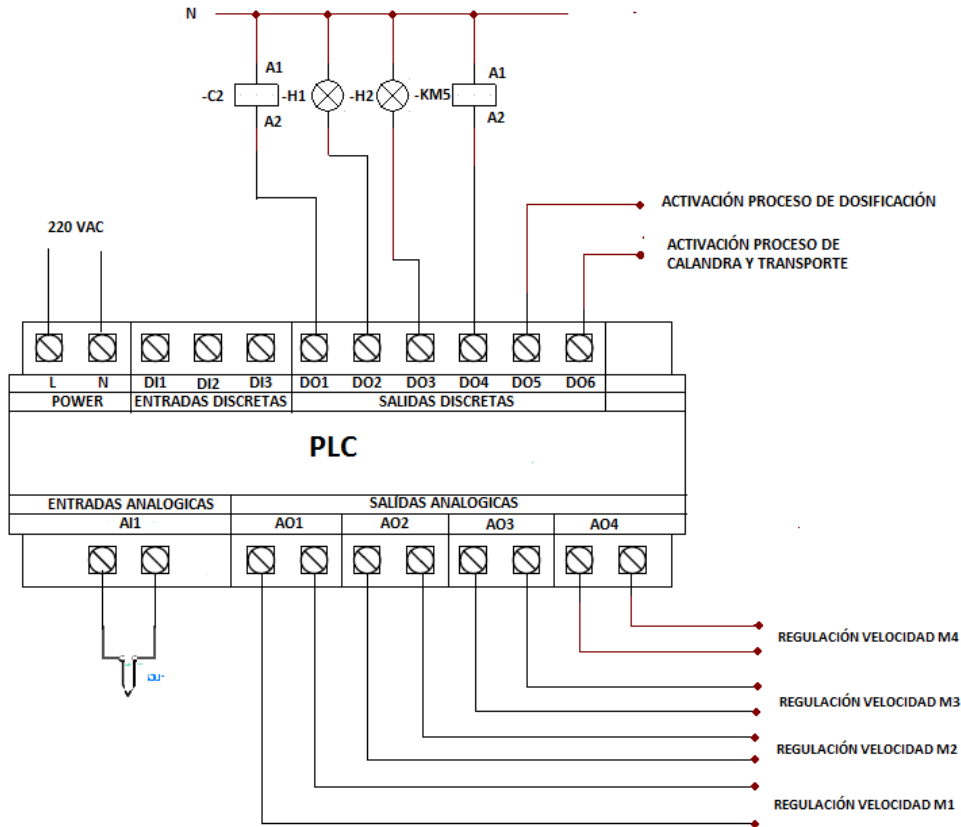 N
A1
A1
-C2
-H1
-H2
-KM5
A2
A2
ACTIVACIÓN PROCESO DE DOSIFICACIÓN
220 VAC
ACTIVACIÓN PROCESO DE
CALANDRA Y TRANSPORTE
L N DI1 DI2 DI3 DO1 DO2 DO3 DO4 DO5 DO6
POWER ENTRADAS DISCRETAS SALIDAS DISCRETAS
PLC
ENTRADAS ANALOGICAS SALÍDAS ANALOGICAS
AI1 AO1 AO2 AO3 AO4
REGULACIÓN VELOCIDAD M4
REGULACIÓN VELOCIDAD M3
REGULACIÓN VELOCIDAD M2
REGULACIÓN VELOCIDAD M1